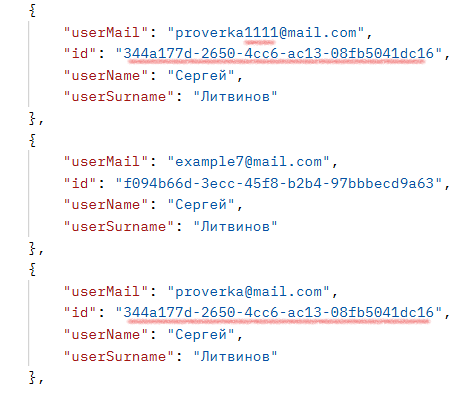 {
"userMail": "proverka1111@mail.com",
"id": "344a177d-2650-4cc6-ac13-08fb5041dc16",
"userName": "Сергей",
"userSurname": "Литвинов"
},
{
"userMail": "example7@mail.com",
"id": "f094b66d-3ecc-45f8-b2b4-97bbbecd9a63",
"userName": "Сергей",
"userSurname": "Литвинов"
},
{
"userMail": "proverka@mail.com",
"id": "344a177d-2650-4cc6-ac13-08fb5041dc16",
"userName": "Сергей",
"userSurname": "Литвинов"
},